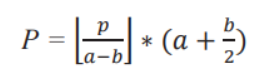 P = ⌊p/(a−b)⌋ * (a + b/2)